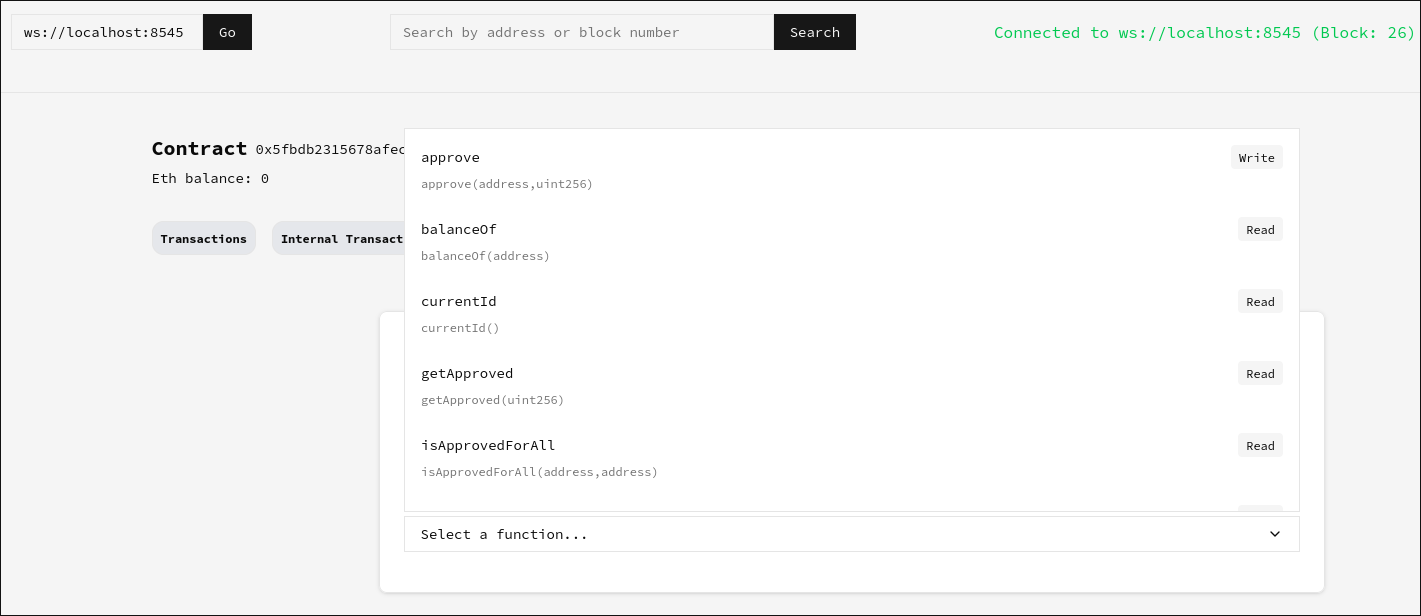 ws://localhost:8545 Go Search by address or block number Search Connected to ws://localhost:8545 (Block: 26)
Contract 0x5fbdb2315678afec
Eth balance: 0
Transactions Internal Transact
approve Write
approve(address,uint256)
balanceOf Read
balanceOf(address)
currentId Read
currentId()
getApproved Read
getApproved(uint256)
isApprovedForAll Read
isApprovedForAll(address,address)
Select a function...